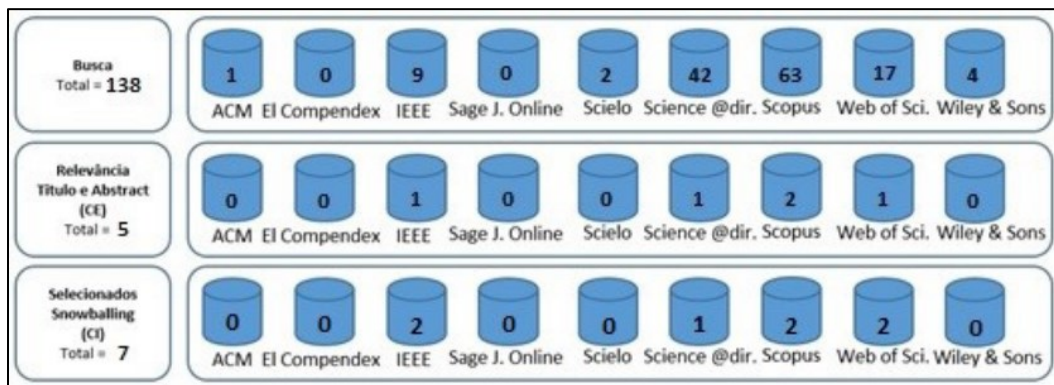 Busca
Total = 138
1 0 9 0 2 42 63 17 4
ACM El Compendex IEEE Sage J. Online Scielo Science @dir. Scopus Web of Sci. Wiley & Sons
Relevância
Título e Abstract
(CE)
Total = 5
0 0 1 0 0 1 2 1 0
ACM El Compendex IEEE Sage J. Online Scielo Science @dir. Scopus Web of Sci. Wiley & Sons
Selecionados
Snowballing
(CI)
Total = 7
0 0 2 0 0 1 2 2 0
ACM El Compendex IEEE Sage J. Online Scielo Science @dir. Scopus Web of Sci. Wiley & Sons